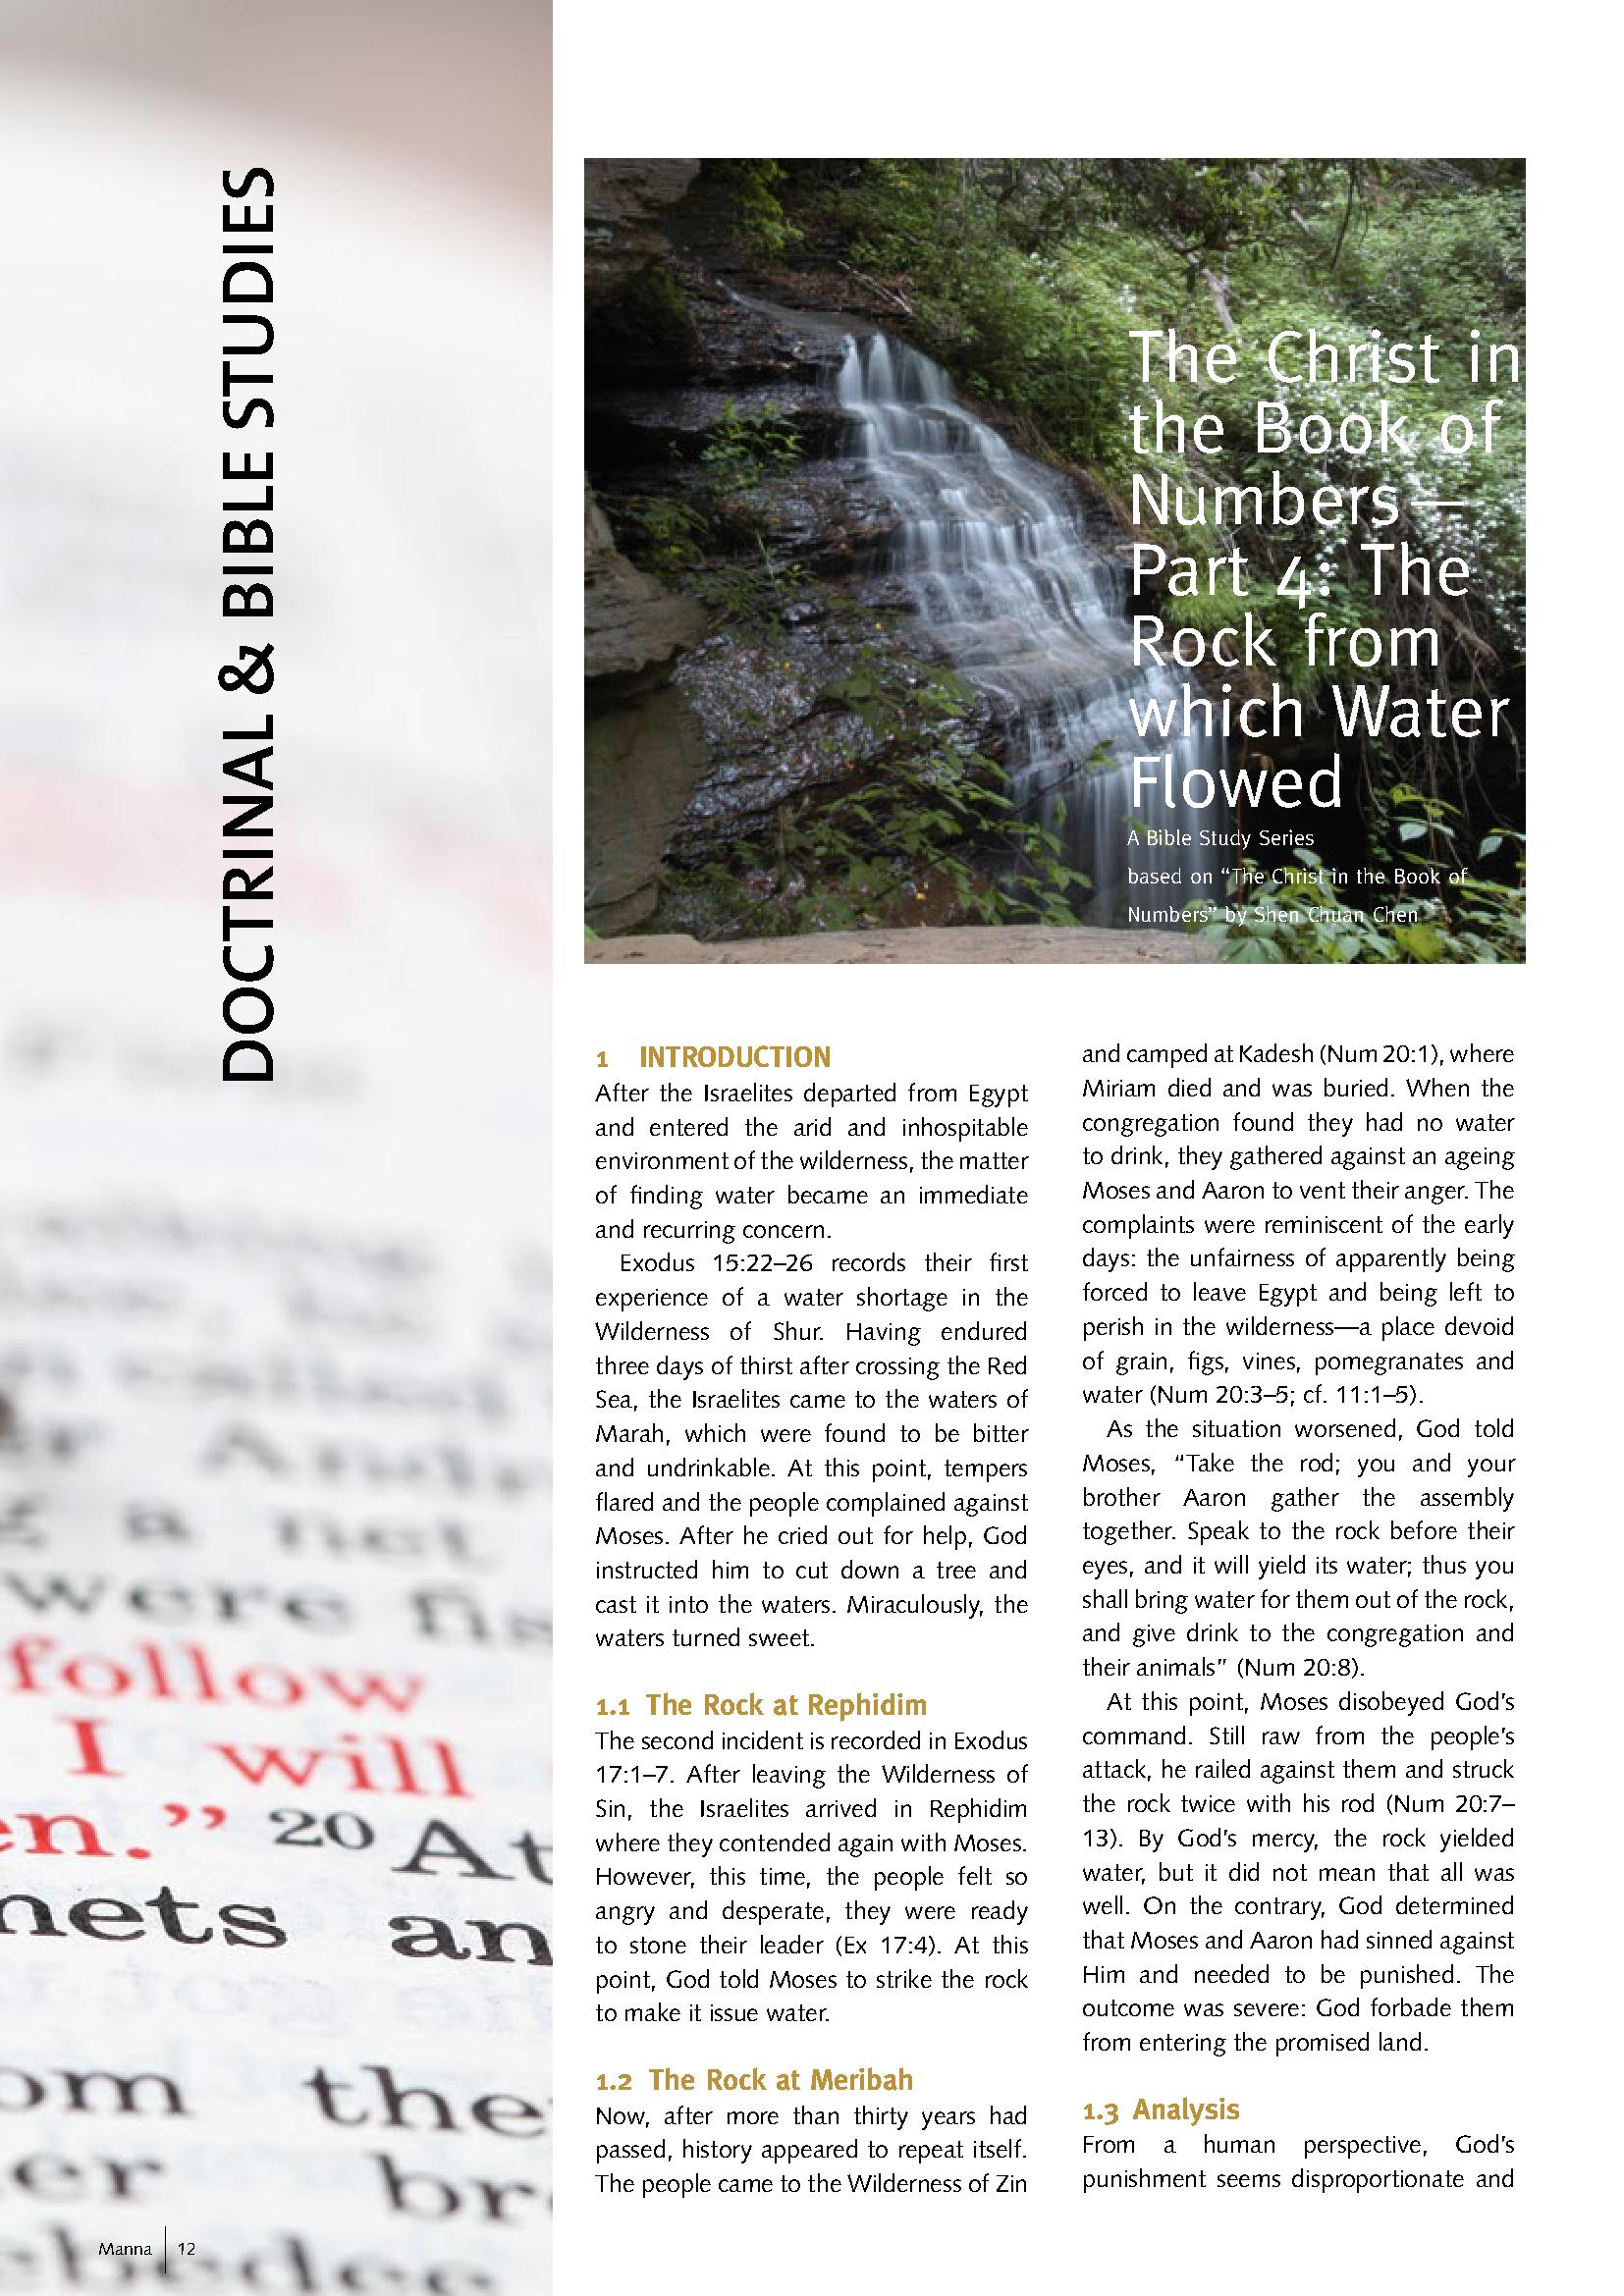 DOCTRINAL & BIBLE STUDIES
The Christ in
the Book of
Numbers—
Part 4: The
Rock from
which Water
Flowed
A Bible Study Series
based on “The Christ in the Book of
Numbers” by Shen Chuan Chen
1 INTRODUCTION
After the Israelites departed from Egypt
and entered the arid and inhospitable
environment of the wilderness, the matter
of finding water became an immediate
and recurring concern.
Exodus 15:22–26 records their first
experience of a water shortage in the
Wilderness of Shur. Having endured
three days of thirst after crossing the Red
Sea, the Israelites came to the waters of
Marah, which were found to be bitter
and undrinkable. At this point, tempers
flared and the people complained against
Moses. After he cried out for help, God
instructed him to cut down a tree and
cast it into the waters. Miraculously, the
waters turned sweet.
1.1 The Rock at Rephidim
The second incident is recorded in Exodus
17:1–7. After leaving the Wilderness of
Sin, the Israelites arrived in Rephidim
where they contended again with Moses.
However, this time, the people felt so
angry and desperate, they were ready
to stone their leader (Ex 17:4). At this
point, God told Moses to strike the rock
to make it issue water.
1.2 The Rock at Meribah
Now, after more than thirty years had
passed, history appeared to repeat itself.
The people came to the Wilderness of Zin
and camped at Kadesh (Num 20:1), where
Miriam died and was buried. When the
congregation found they had no water
to drink, they gathered against an ageing
Moses and Aaron to vent their anger. The
complaints were reminiscent of the early
days: the unfairness of apparently being
forced to leave Egypt and being left to
perish in the wilderness—a place devoid
of grain, figs, vines, pomegranates and
water (Num 20:3–5; cf. 11:1–5).
As the situation worsened, God told
Moses, “Take the rod; you and your
brother Aaron gather the assembly
together. Speak to the rock before their
eyes, and it will yield its water; thus you
shall bring water for them out of the rock,
and give drink to the congregation and
their animals” (Num 20:8).
At this point, Moses disobeyed God’s
command. Still raw from the people’s
attack, he railed against them and struck
the rock twice with his rod (Num 20:7–
13). By God’s mercy, the rock yielded
water, but it did not mean that all was
well. On the contrary, God determined
that Moses and Aaron had sinned against
Him and needed to be punished. The
outcome was severe: God forbade them
from entering the promised land.
1.3 Analysis
From a human perspective, God’s
punishment seems disproportionate and
a net
were fis
follow
I will
en.” 20 At
nets an
om the
er br
ebedee
Manna 12